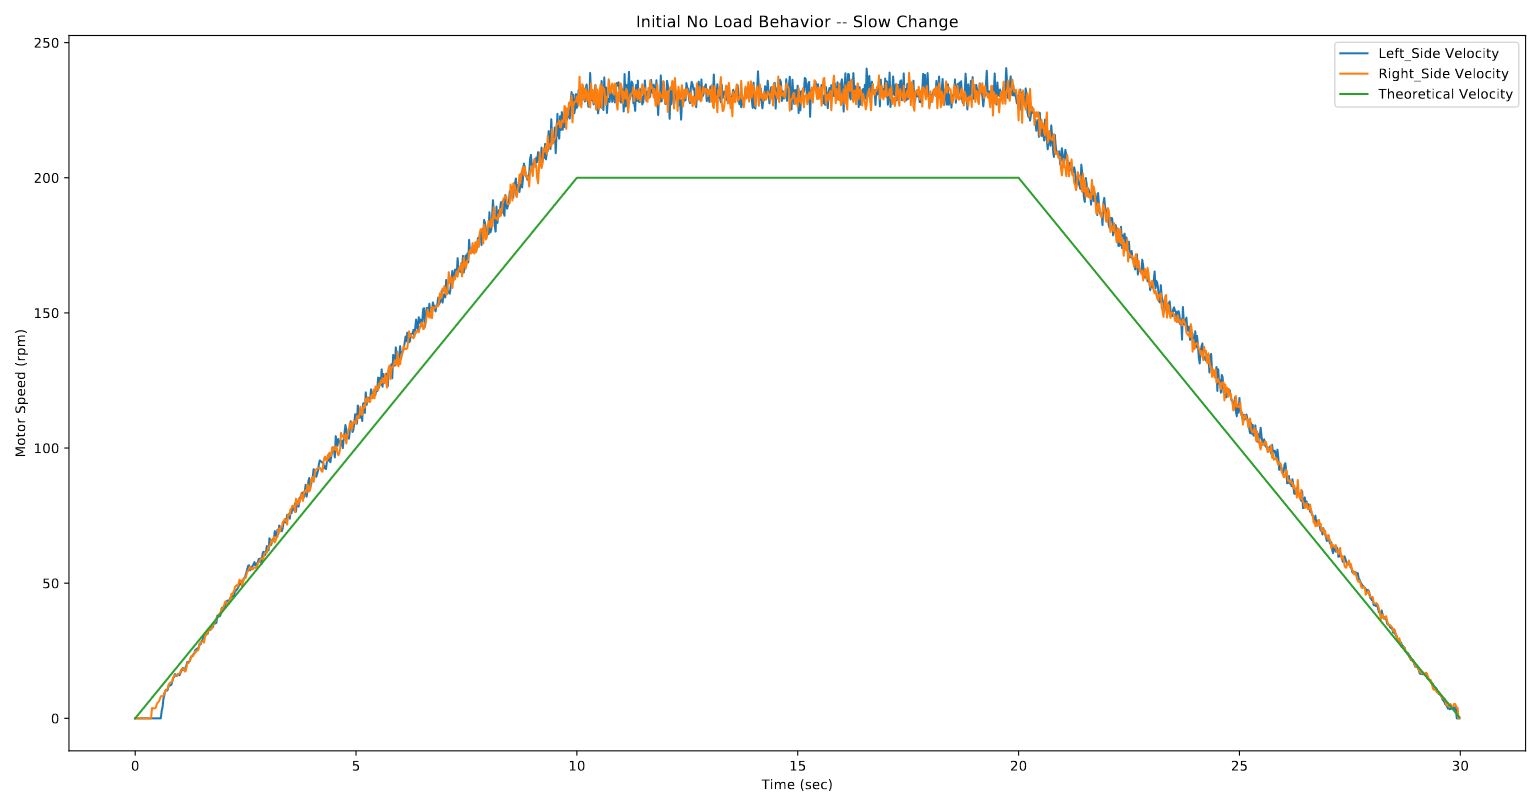 Initial No Load Behavior -- Slow Change
Left_Side Velocity
Right_Side Velocity
Theoretical Velocity
Motor Speed (rpm)
250
200
150
100
50
0
0 5 10 15 20 25 30
Time (sec)